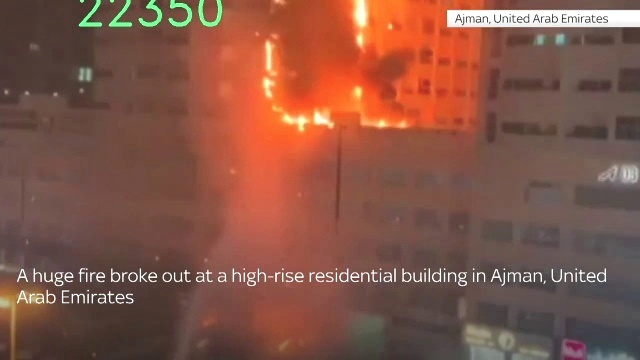 22350
Ajman, United Arab Emirates
A huge fire broke out at a high-rise residential building in Ajman, United
Arab Emirates